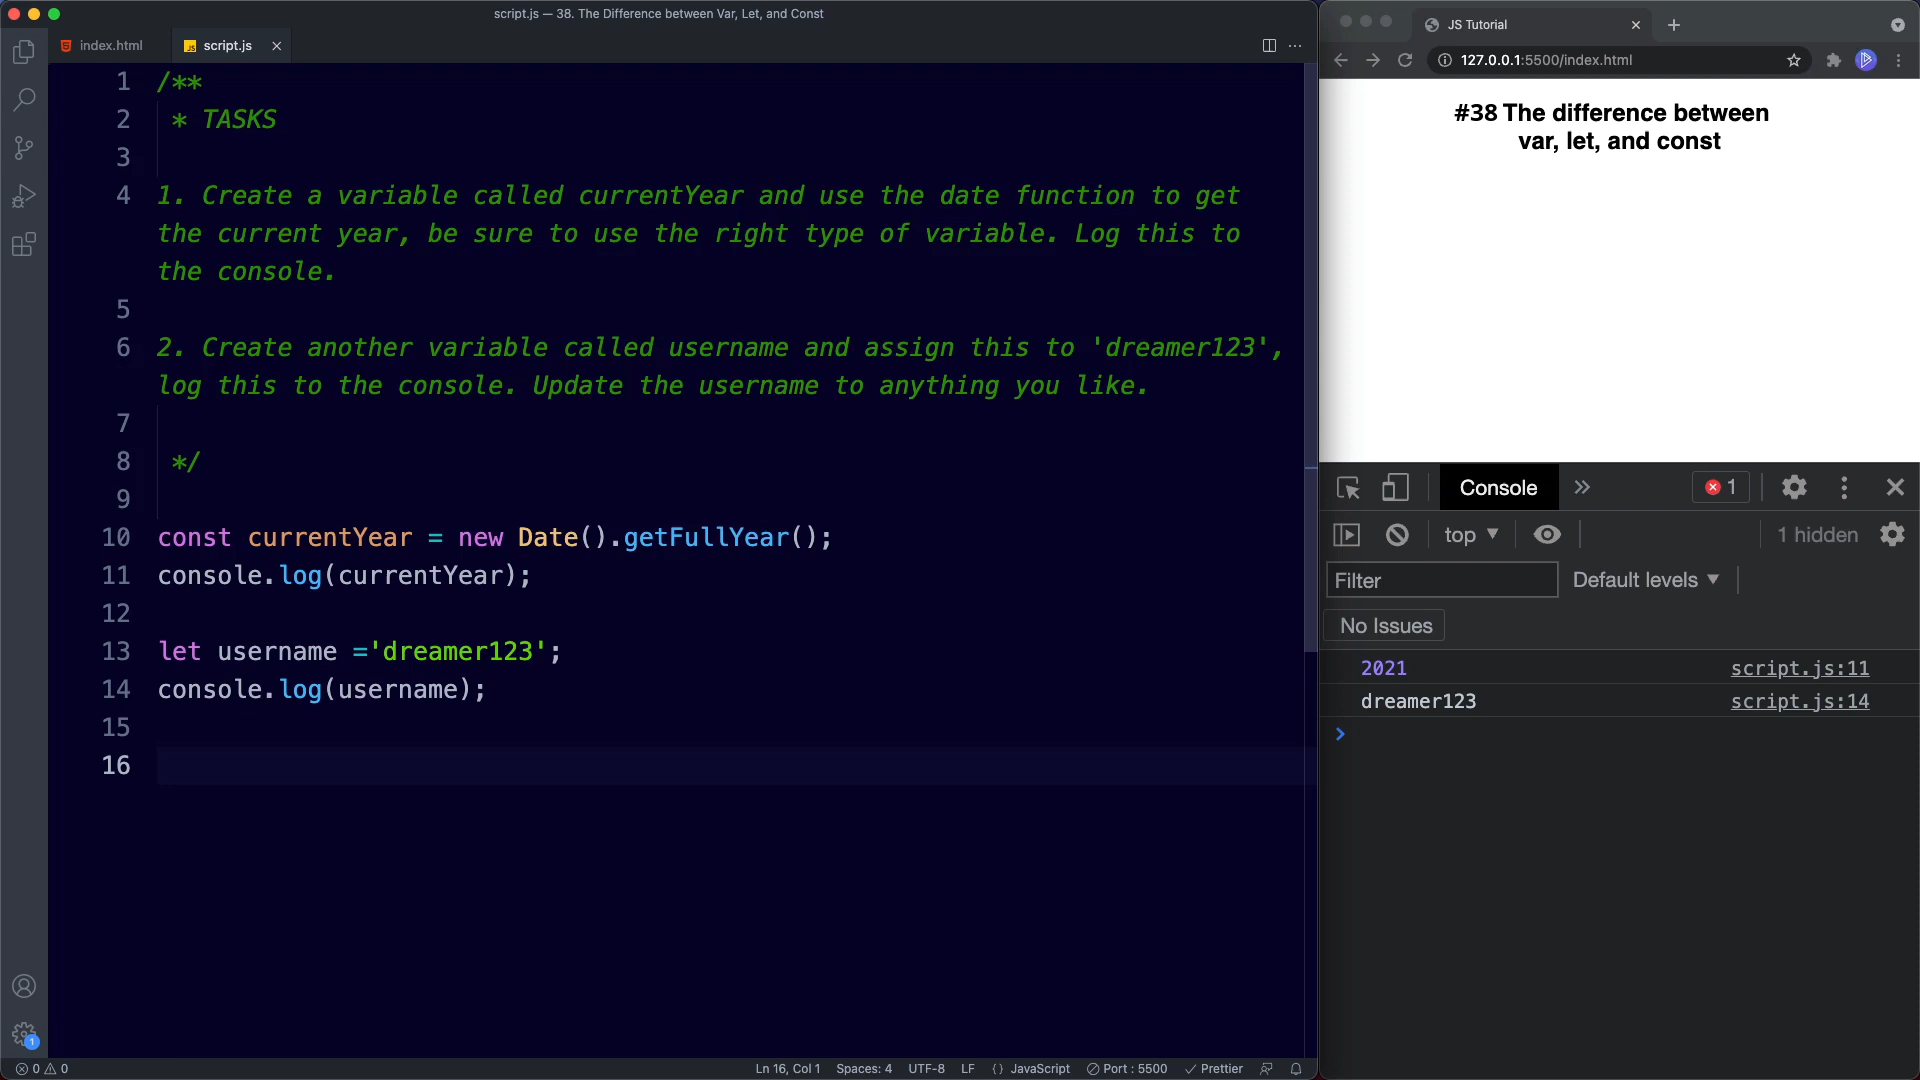 script.js — 38. The Difference between Var, Let, and Const
index.html
script.js
1 /**
2 * TASKS
3
4 1. Create a variable called currentYear and use the date function to get
the current year, be sure to use the right type of variable. Log this to
the console.
5
6 2. Create another variable called username and assign this to 'dreamer123',
log this to the console. Update the username to anything you like.
7
8 */
9
10 const currentYear = new Date().getFullYear();
11 console.log(currentYear);
12
13 let username ='dreamer123';
14 console.log(username);
15
16
1
0 0
Ln 16, Col 1 Spaces: 4 UTF-8 LF {} JavaScript Port : 5500 Prettier
JS Tutorial
127.0.0.1:5500/index.html
#38 The difference between
var, let, and const
Console
1
top
1 hidden
Filter
Default levels
No Issues
2021 script.js:11
dreamer123 script.js:14